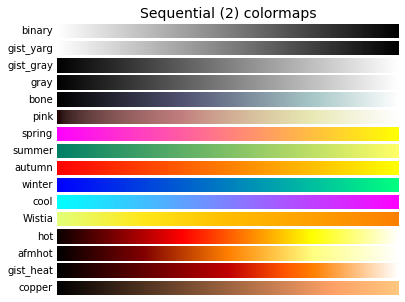 Sequential (2) colormaps
binary
gist_yarg
gist_gray
gray
bone
pink
spring
summer
autumn
winter
cool
Wistia
hot
afmhot
gist_heat
copper